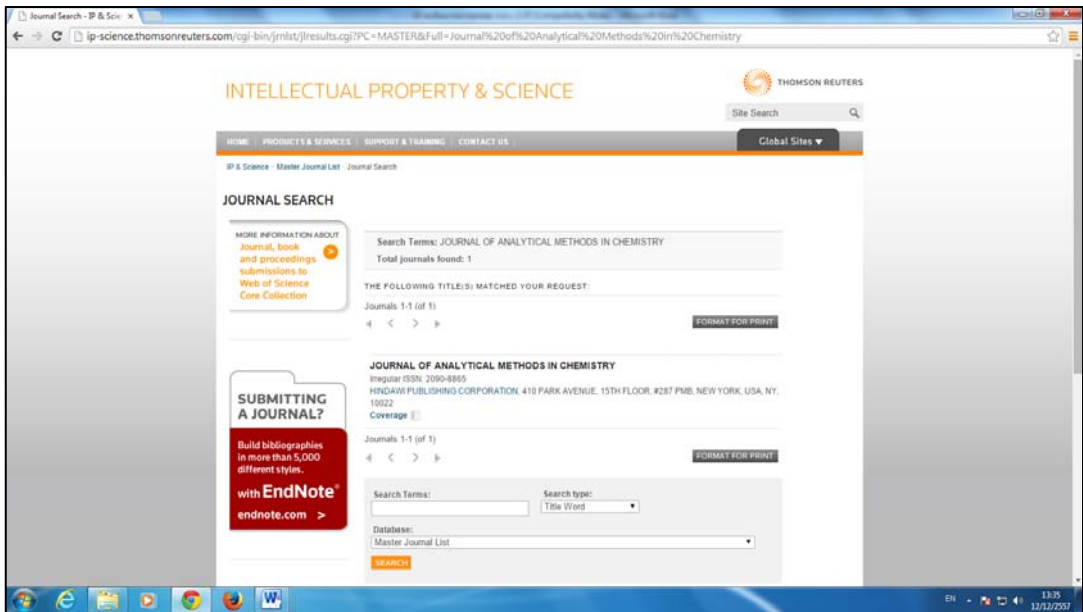 Journal Search - IP & Scie
ip-science.thomsonreuters.com/cgi-bin/jrnlst/jlresults.cgi?PC=MASTER&Full=Journal%20of%20Analytical%20Methods%20in%20Chemistry
INTELLECTUAL PROPERTY & SCIENCE
THOMSON REUTERS
Site Search
HOME PRODUCTS & SERVICES SUPPORT & TRAINING CONTACT US
Global Sites ▼
IP & Science - Master Journal List - Journal Search
JOURNAL SEARCH
MORE INFORMATION ABOUT
Journal, book
and proceedings
submissions to
Web of Science
Core Collection
Search Terms: JOURNAL OF ANALYTICAL METHODS IN CHEMISTRY
Total journals found: 1
THE FOLLOWING TITLE(S) MATCHED YOUR REQUEST:
Journals 1-1 (of 1)
FORMAT FOR PRINT
JOURNAL OF ANALYTICAL METHODS IN CHEMISTRY
Irregular ISSN: 2090-8865
HINDAWI PUBLISHING CORPORATION, 410 PARK AVENUE, 15TH FLOOR, #287 PMB, NEW YORK, USA, NY,
10022
Coverage
Journals 1-1 (of 1)
FORMAT FOR PRINT
SUBMITTING
A JOURNAL?
Build bibliographies
in more than 5,000
different styles.
with EndNote®
endnote.com >
Search Terms:
Search type:
Title Word
Database:
Master Journal List
SEARCH
EN
13:35
12/12/2557